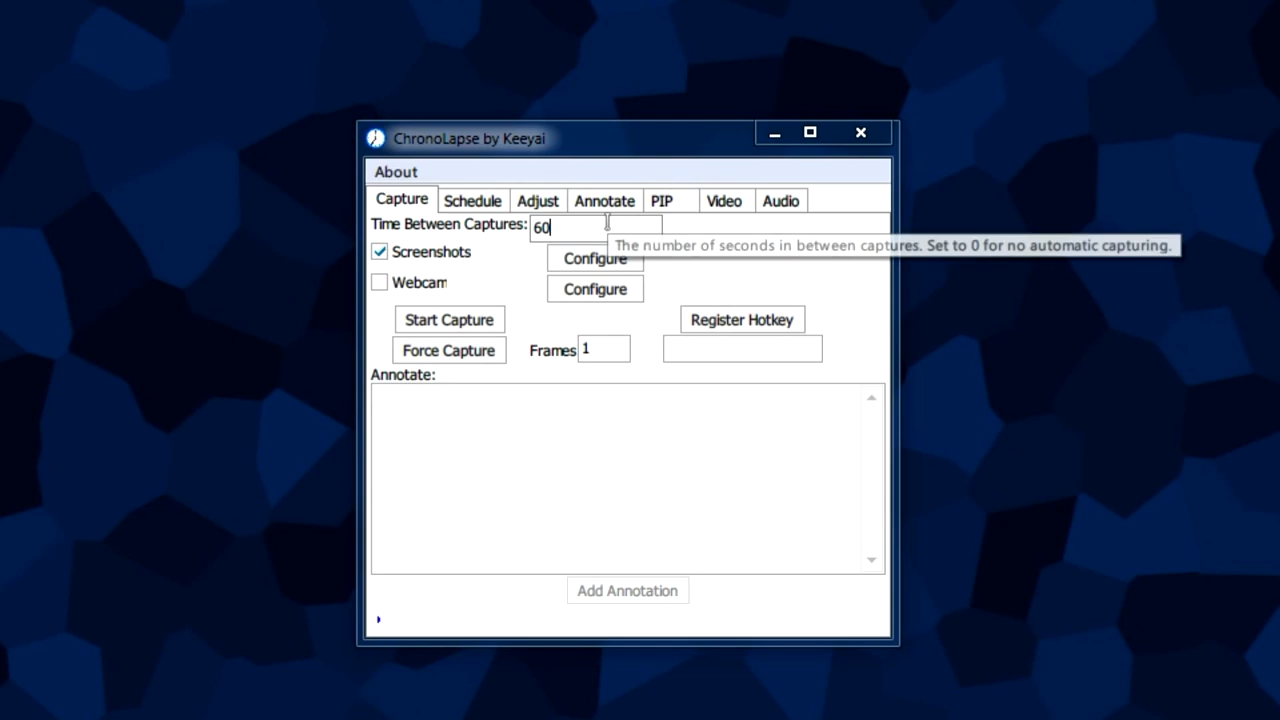 ChronoLapse by Keeyai
About
Capture Schedule Adjust Annotate PIP Video Audio
Time Between Captures: 60
The number of seconds in between captures. Set to 0 for no automatic capturing.
Screenshots Configure
Webcam Configure
Start Capture Register Hotkey
Force Capture Frames 1
Annotate:
Add Annotation